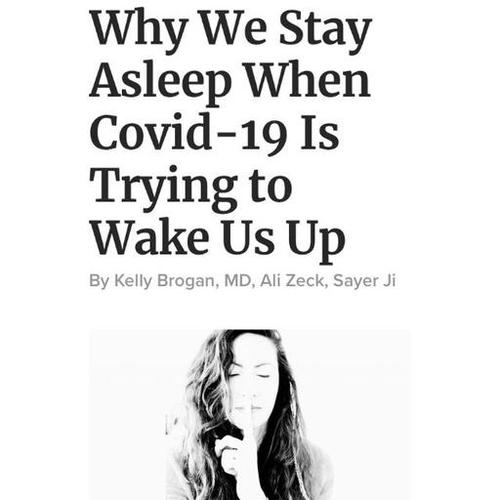 Why We Stay
Asleep When
Covid-19 Is
Trying to
Wake Us Up
By Kelly Brogan, MD, Ali Zeck, Sayer Ji